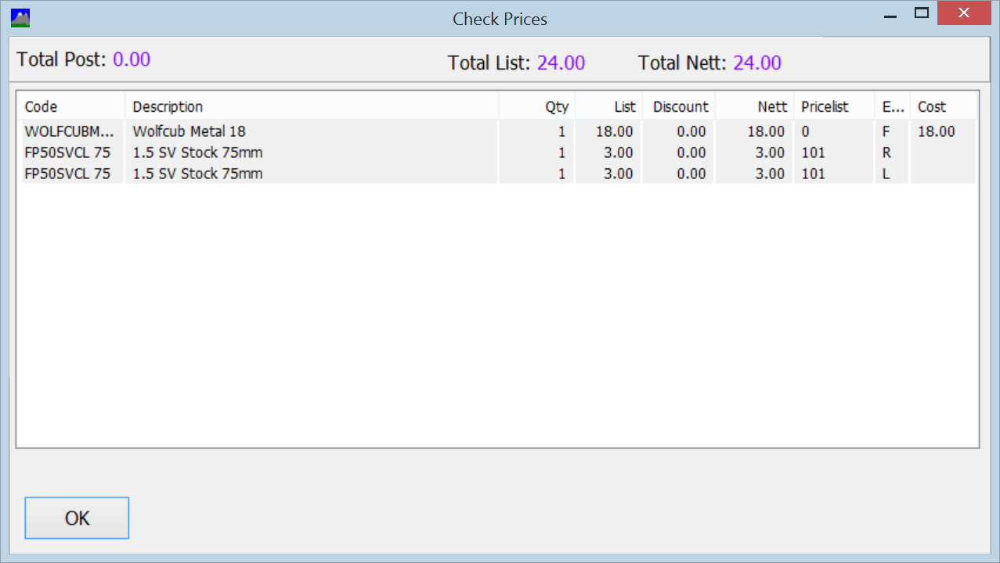 Check Prices
Total Post: 0.00 Total List: 24.00 Total Nett: 24.00
Code Description Qty List Discount Nett Pricelist E... Cost
WOLFCUBM... Wolfcub Metal 18 1 18.00 0.00 18.00 0 F 18.00
FP50SVCL 75 1.5 SV Stock 75mm 1 3.00 0.00 3.00 101 R
FP50SVCL 75 1.5 SV Stock 75mm 1 3.00 0.00 3.00 101 L
OK